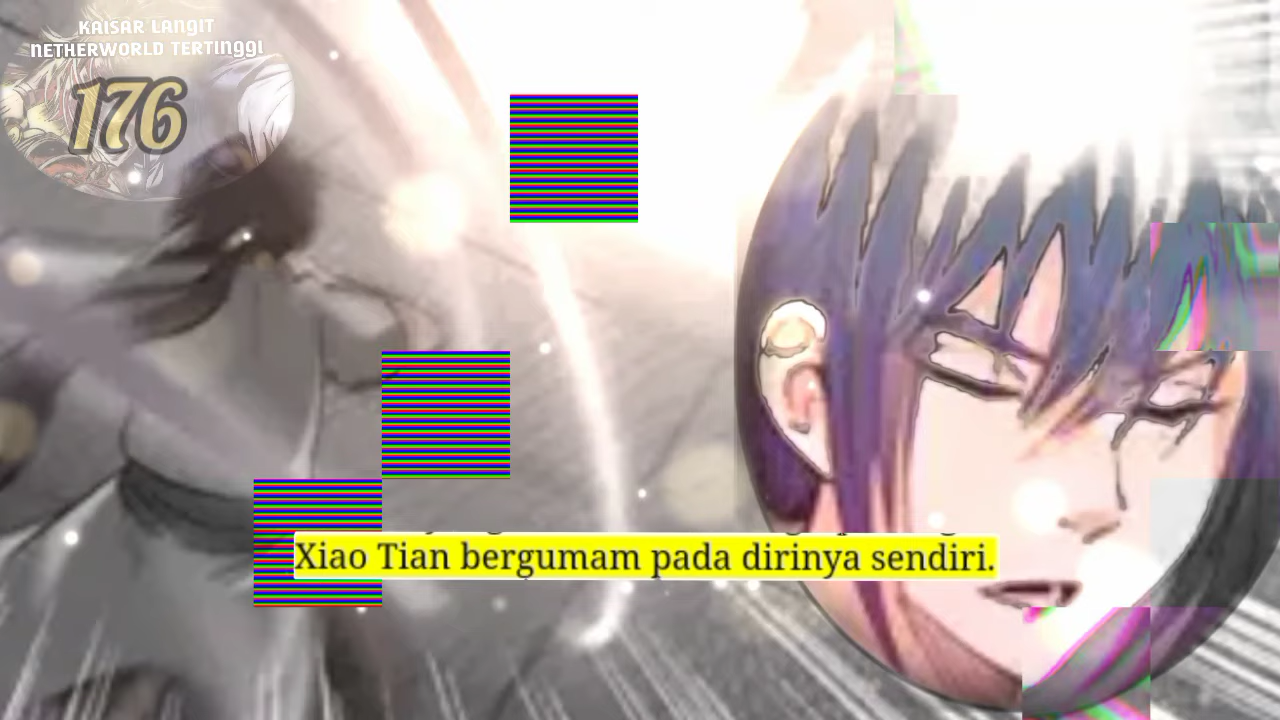 KAISAR LANGIT
NETHERWORLD TERTINGGI
176
Xiao Tian bergumam pada dirinya sendiri.